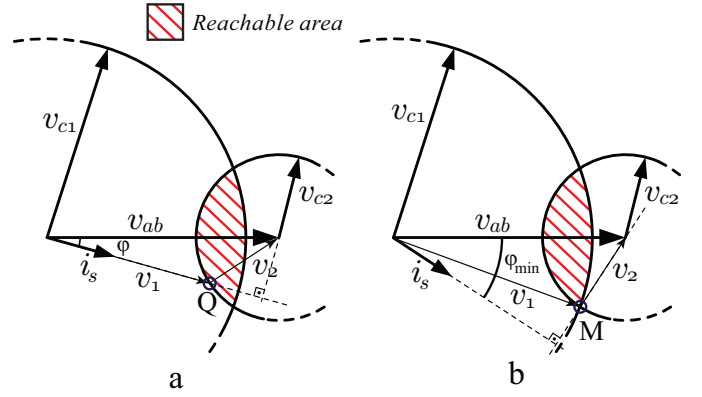 Reachable area
a
b
v_c1
v_c1
v_ab
v_ab
v_c2
v_c2
φ
φ_min
i_s
i_s
v_1
v_1
v_2
v_2
Q
M